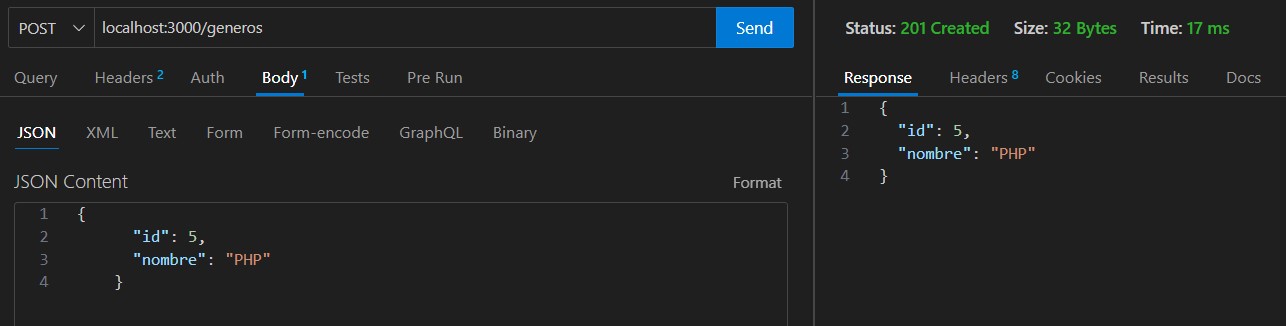 POST localhost:3000/generos Send
Query Headers 2 Auth Body 1 Tests Pre Run
JSON XML Text Form Form-encode GraphQL Binary
JSON Content Format
1 {
2 "id": 5,
3 "nombre": "PHP"
4 }
Status: 201 Created Size: 32 Bytes Time: 17 ms
Response Headers 8 Cookies Results Docs
1 {
2 "id": 5,
3 "nombre": "PHP"
4 }